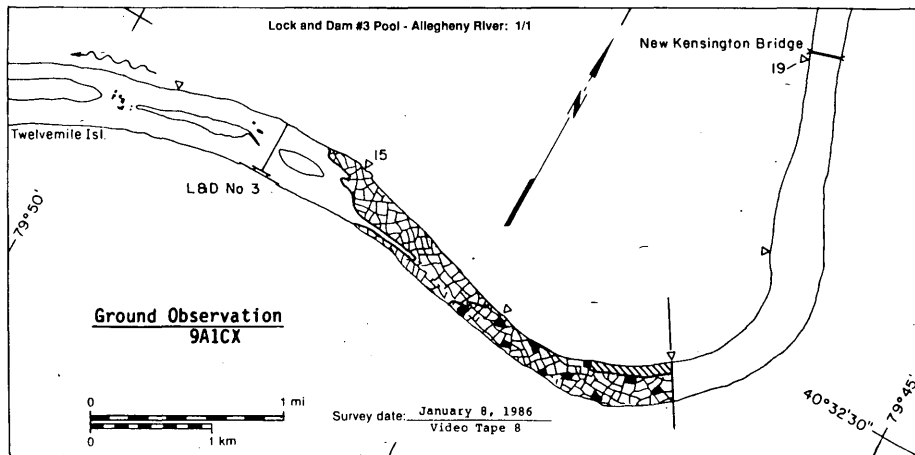 Lock and Dam #3 Pool - Allegheny River: 1/1
New Kensington Bridge
19
Twelvemile Isl.
15
L&D No 3
79°50'
N
Ground Observation
9A1CX
0 1 mi
0 1 km
Survey date: January 8, 1986
Video Tape 8
40°32'30"
79°45'